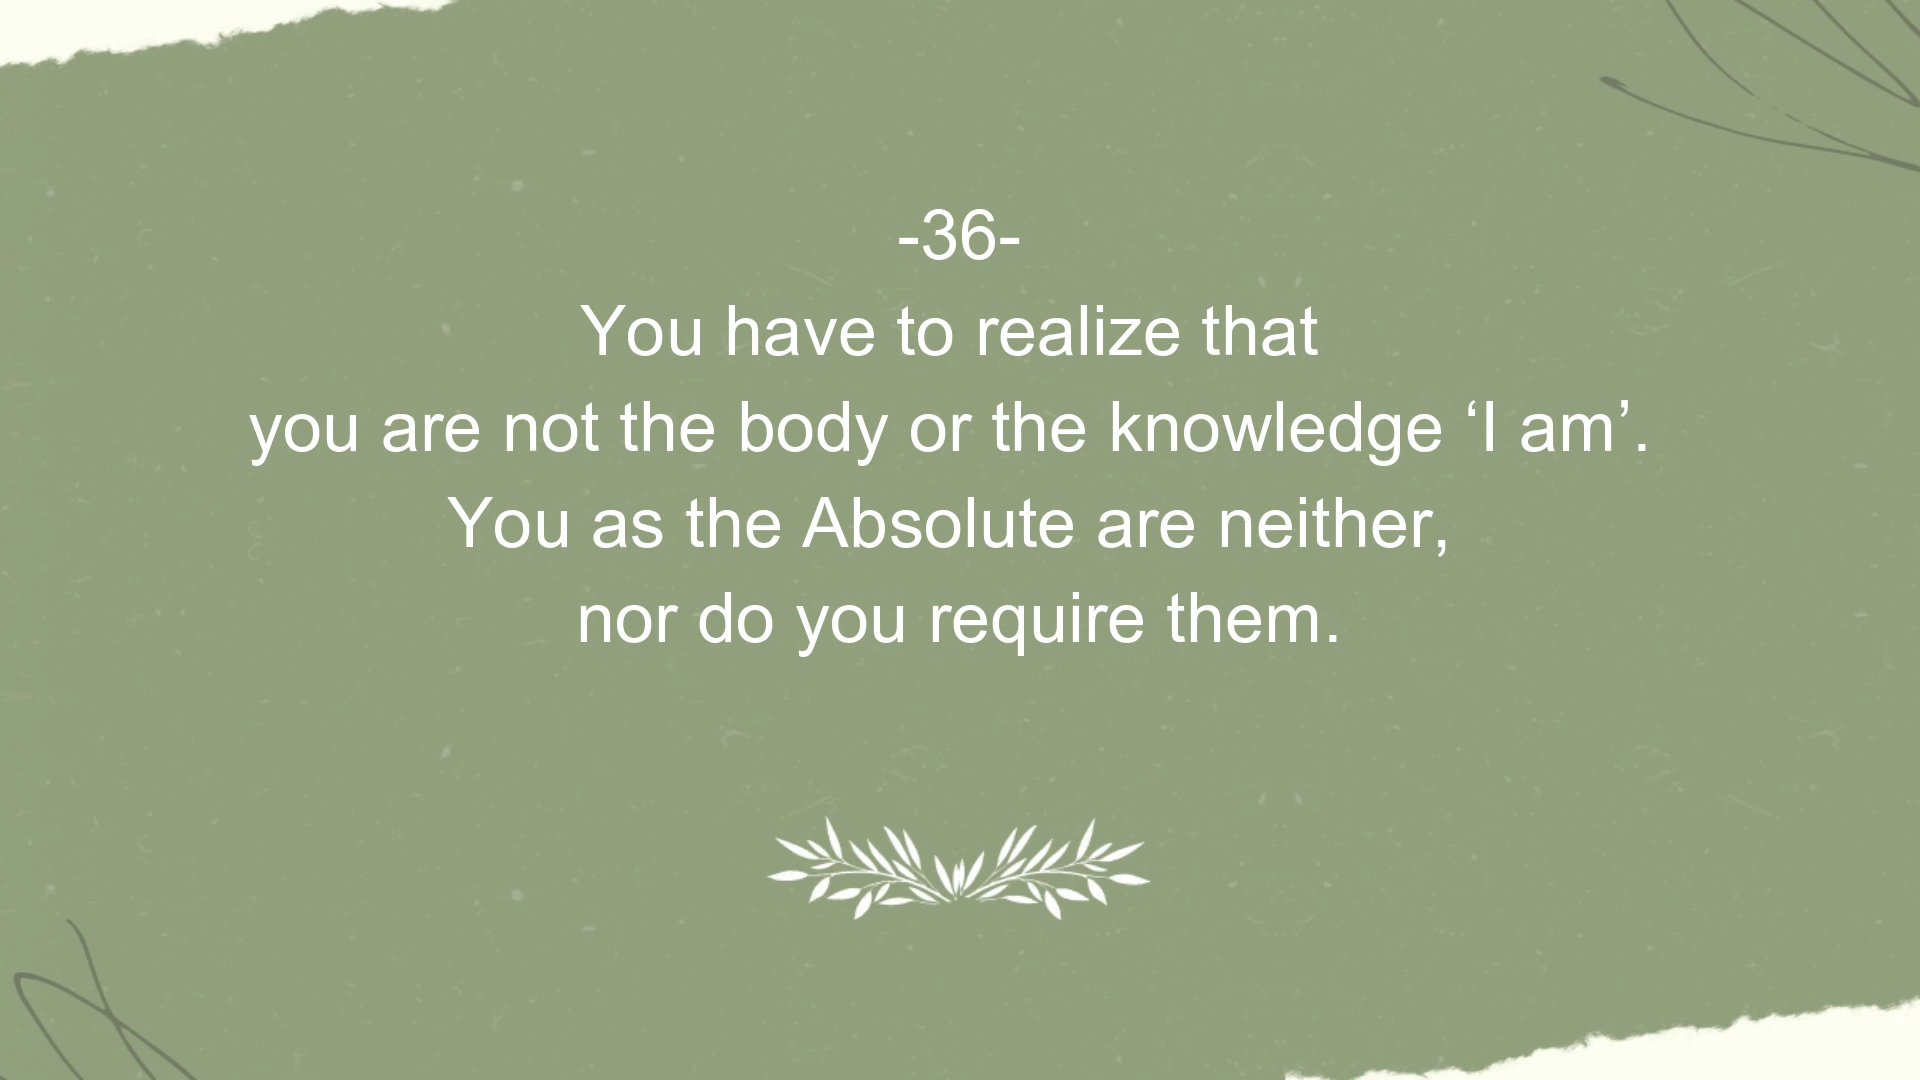 -36-
You have to realize that
you are not the body or the knowledge ‘I am’.
You as the Absolute are neither,
nor do you require them.